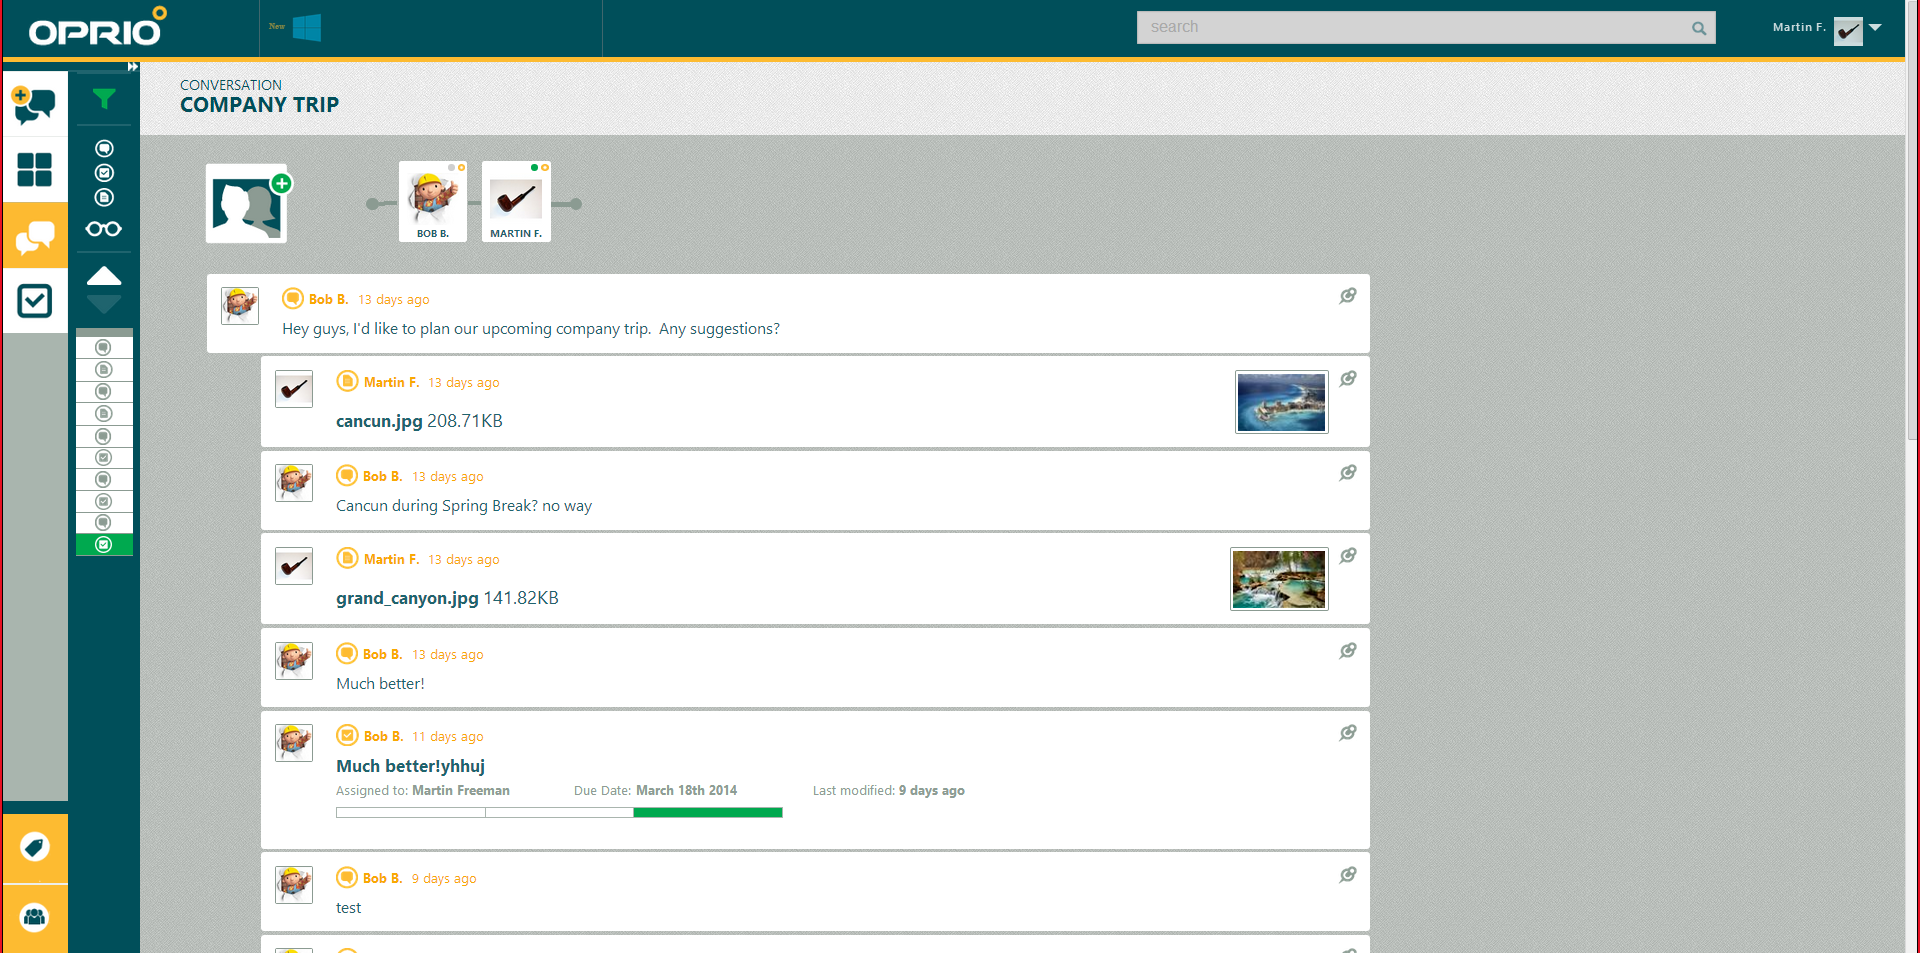 OPRIO
New
search
Martin F.
CONVERSATION
COMPANY TRIP
BOB B.
MARTIN F.
Bob B. 13 days ago
Hey guys, I'd like to plan our upcoming company trip.  Any suggestions?
Martin F. 13 days ago
cancun.jpg 208.71KB
Bob B. 13 days ago
Cancun during Spring Break? no way
Martin F. 13 days ago
grand_canyon.jpg 141.82KB
Bob B. 13 days ago
Much better!
Bob B. 11 days ago
Much better!yhhuj
Assigned to: Martin Freeman Due Date: March 18th 2014 Last modified: 9 days ago
Bob B. 9 days ago
test